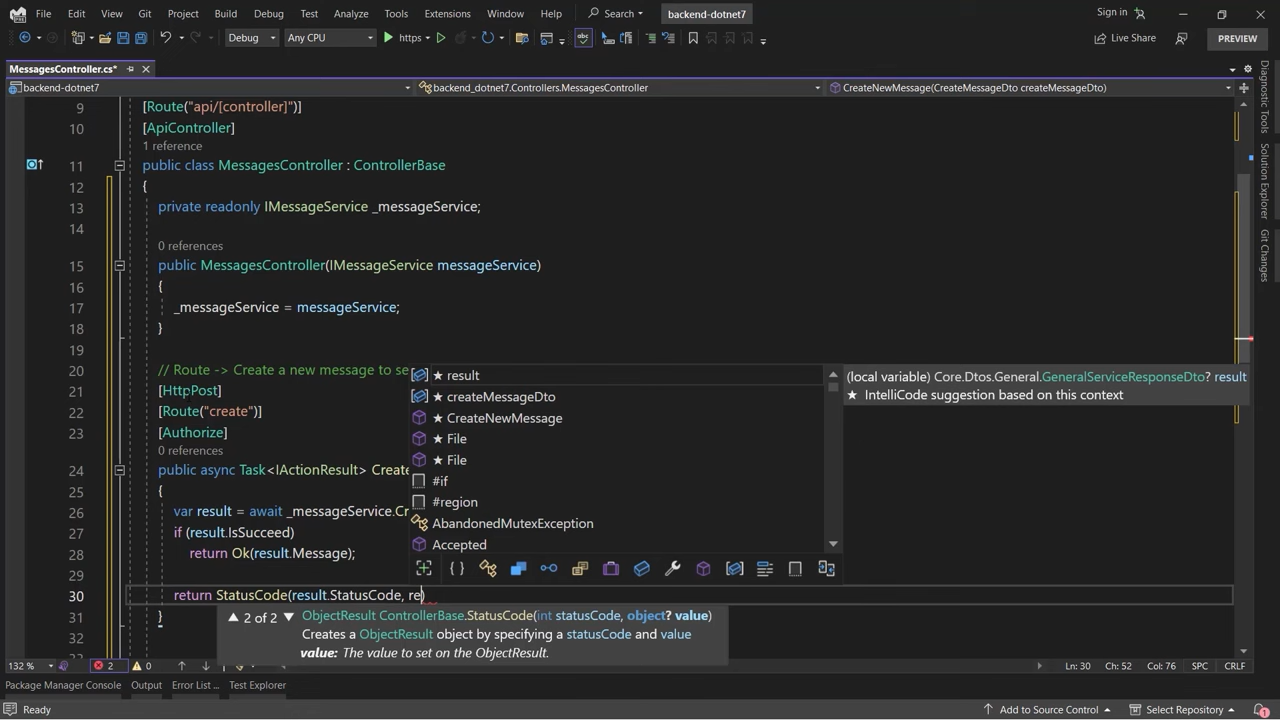 File Edit View Git Project Build Debug Test Analyze Tools Extensions Window Help Search backend-dotnet7 Sign in
Debug Any CPU https Live Share PREVIEW
MessagesController.cs*
backend-dotnet7 backend_dotnet7.Controllers.MessagesController CreateNewMessage(CreateMessageDto createMessageDto)
9 [Route("api/[controller]")]
10 [ApiController]
1 reference
11 public class MessagesController : ControllerBase
12 {
13 private readonly IMessageService _messageService;
14
0 references
15 public MessagesController(IMessageService messageService)
16 {
17 _messageService = messageService;
18 }
19
20 // Route -> Create a new message to se
21 [HttpPost]
22 [Route("create")]
23 [Authorize]
0 references
24 public async Task<IActionResult> Create
25 {
26 var result = await _messageService.Cr
27 if (result.IsSucceed)
28 return Ok(result.Message);
29
30 return StatusCode(result.StatusCode, re)
31 }
32
★ result
★ createMessageDto
★ CreateNewMessage
★ File
★ File
#if
#region
AbandonedMutexException
Accepted
(local variable) Core.Dtos.General.GeneralServiceResponseDto? result
★ IntelliCode suggestion based on this context
▲ 2 of 2 ▼ ObjectResult ControllerBase.StatusCode(int statusCode, object? value)
Creates a ObjectResult object by specifying a statusCode and value
value: The value to set on the ObjectResult.
Diagnostic Tools
Solution Explorer
Git Changes
132 % 2 0 Ln: 30 Ch: 52 Col: 76 SPC CRLF
Package Manager Console Output Error List ... Test Explorer
Ready Add to Source Control Select Repository 1